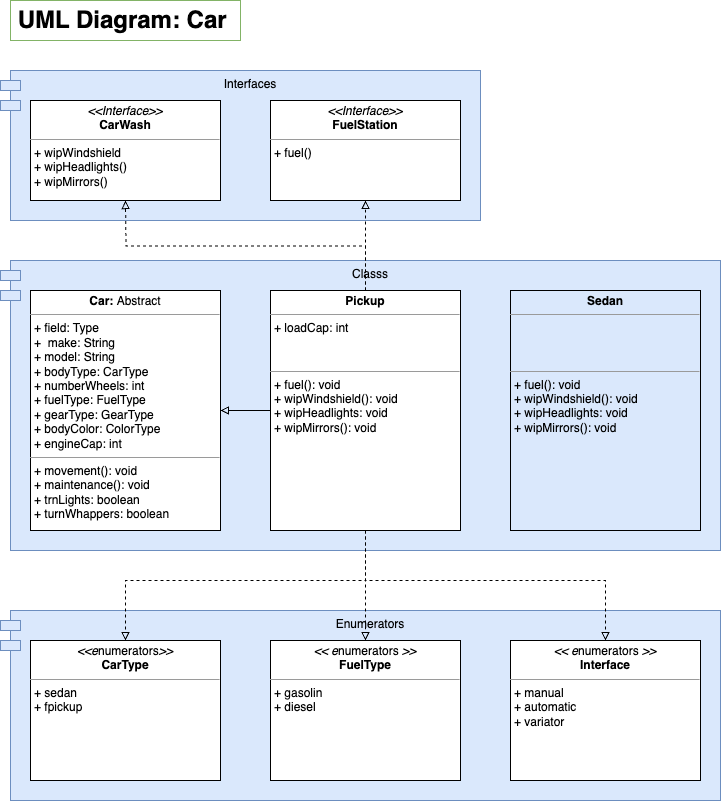 UML Diagram: Car
Interfaces
<<Interface>>
CarWash
+ wipWindshield
+ wipHeadlights()
+ wipMirrors()
<<Interface>>
FuelStation
+ fuel()
Classs
Car: Abstract
+ field: Type
+  make: String
+ model: String
+ bodyType: CarType
+ numberWheels: int
+ fuelType: FuelType
+ gearType: GearType
+ bodyColor: ColorType
+ engineCap: int
+ movement(): void
+ maintenance(): void
+ trnLights: boolean
+ turnWhappers: boolean
Pickup
+ loadCap: int
+ fuel(): void
+ wipWindshield(): void
+ wipHeadlights: void
+ wipMirrors(): void
Sedan
+ fuel(): void
+ wipWindshield(): void
+ wipHeadlights: void
+ wipMirrors(): void
Enumerators
<<enumerators>>
CarType
+ sedan
+ fpickup
<< enumerators >>
FuelType
+ gasolin
+ diesel
<< enumerators >>
Interface
+ manual
+ automatic
+ variator